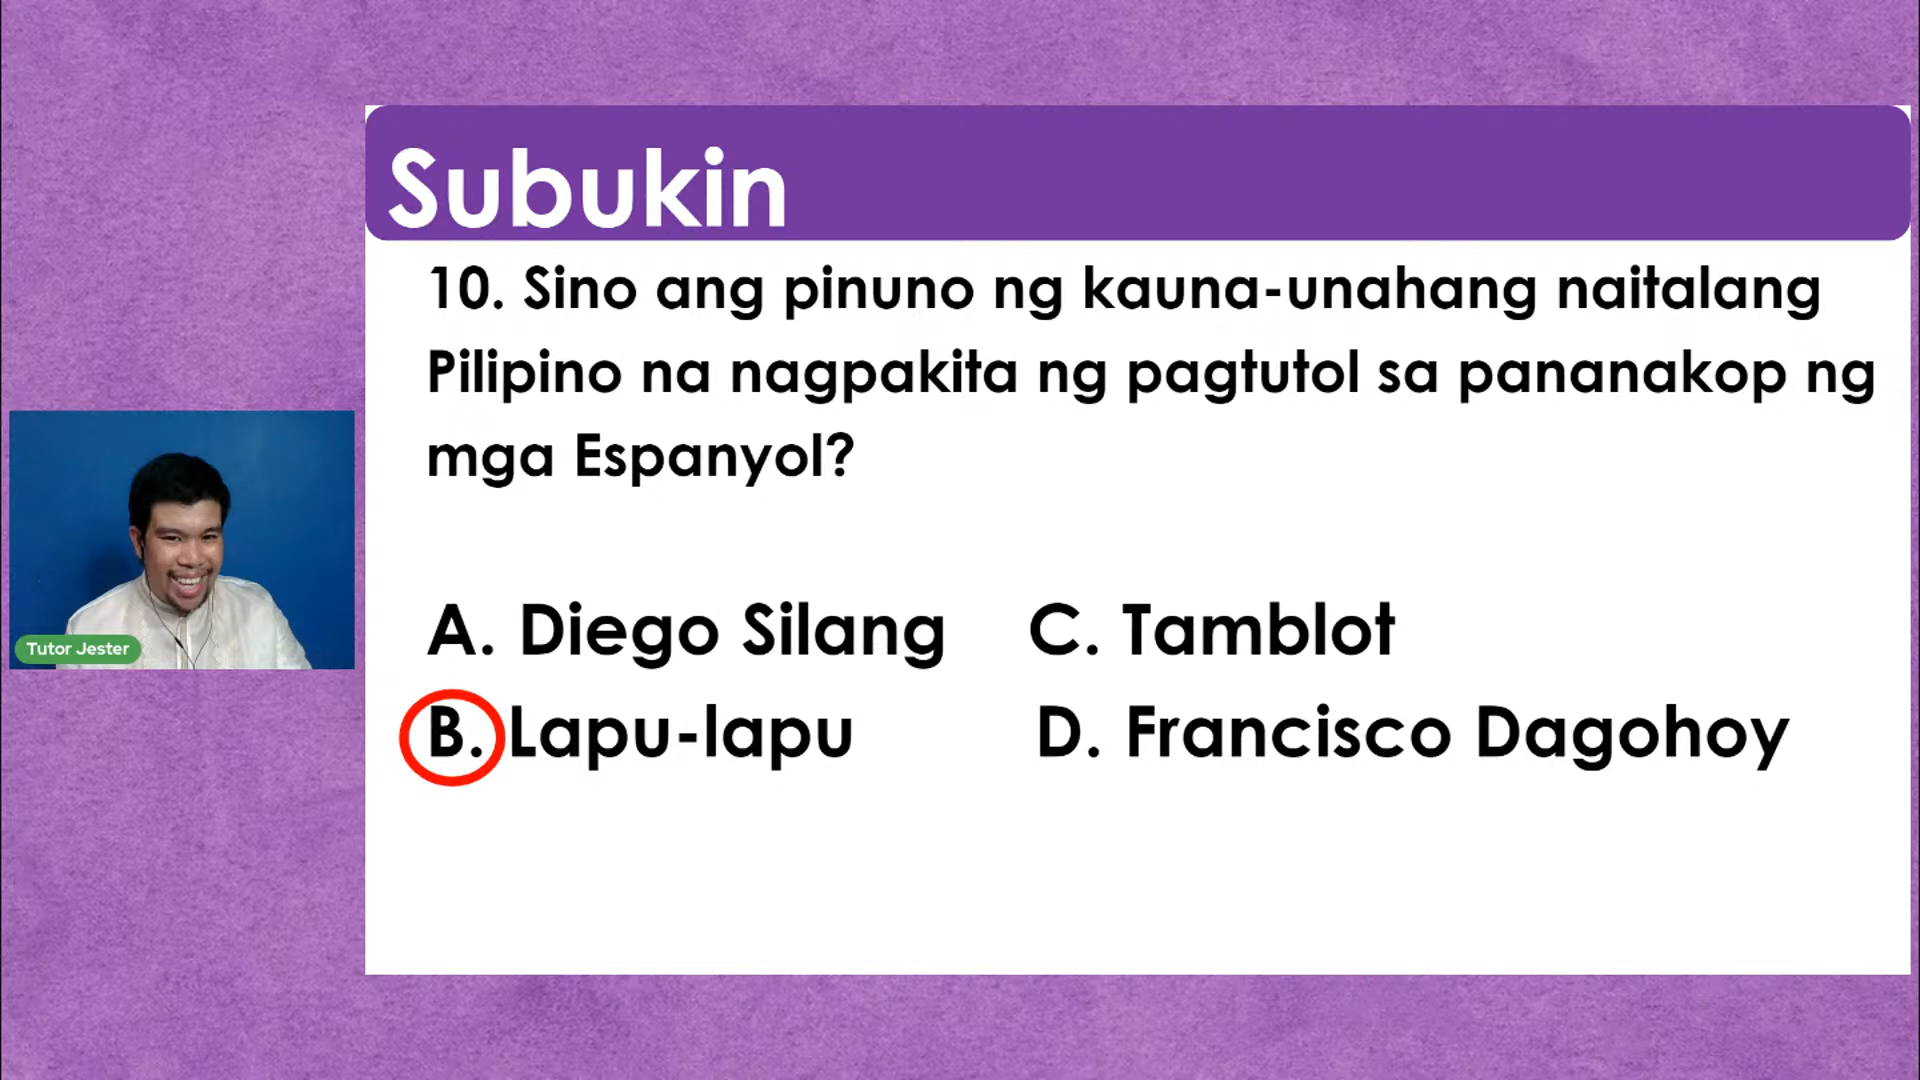 Subukin
10. Sino ang pinuno ng kauna-unahang naitalang
Pilipino na nagpakita ng pagtutol sa pananakop ng
mga Espanyol?
A. Diego Silang C. Tamblot
B. Lapu-lapu D. Francisco Dagohoy
Tutor Jester